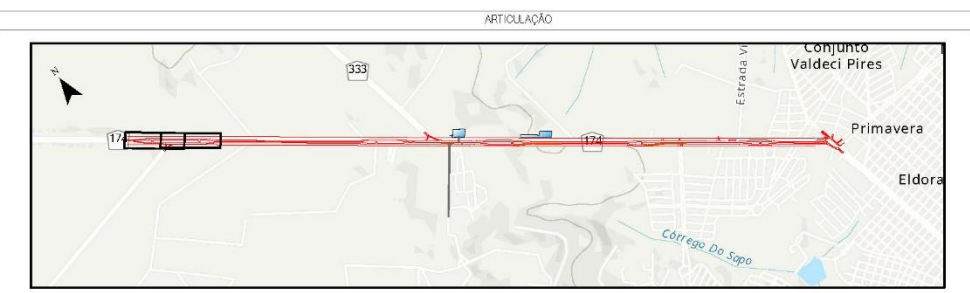 ARTICULAÇÃO
Conjunto
Valdeci Pires
Estrada Vi
333
N
174
174
Primavera
Eldora
Córrego Do Sapo